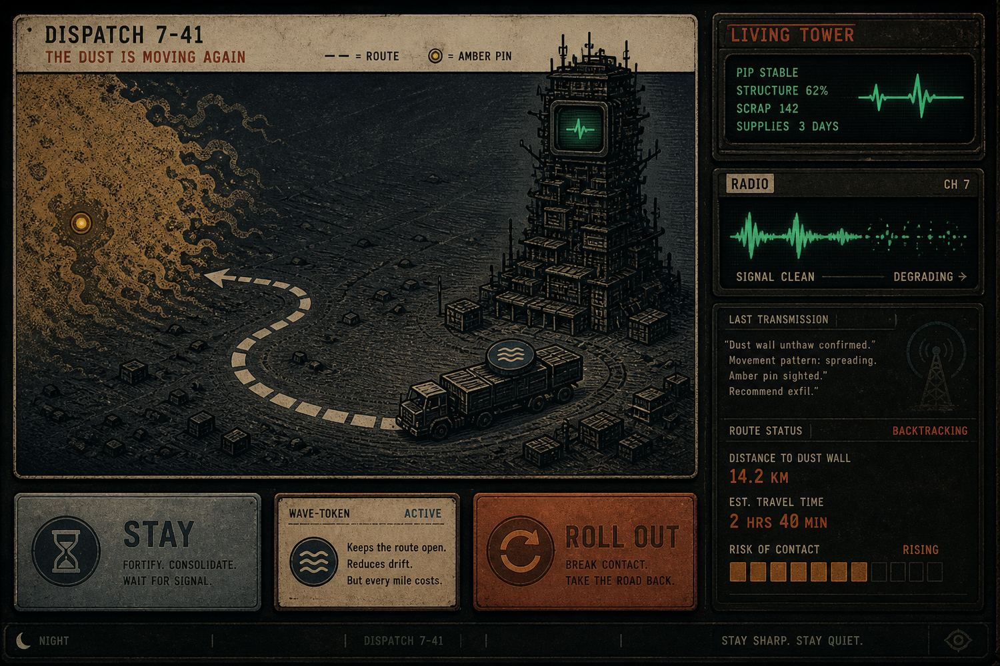 DISPATCH 7-41
THE DUST IS MOVING AGAIN
= ROUTE
= AMBER PIN
LIVING TOWER
PIP STABLE
STRUCTURE 62%
SCRAP 142
SUPPLIES 3 DAYS
RADIO
CH 7
SIGNAL CLEAN
DEGRADING →
LAST TRANSMISSION
“Dust wall unthaw confirmed.”
Movement pattern: spreading.
Amber pin sighted.”
Recommend exfil.”
ROUTE STATUS
BACKTRACKING
DISTANCE TO DUST WALL
14.2 KM
EST. TRAVEL TIME
2 HRS 40 MIN
RISK OF CONTACT
RISING
STAY
FORTIFY. CONSOLIDATE.
WAIT FOR SIGNAL.
WAVE-TOKEN
ACTIVE
Keeps the route open.
Reduces drift.
But every mile costs.
ROLL OUT
BREAK CONTACT.
TAKE THE ROAD BACK.
NIGHT
DISPATCH 7-41
STAY SHARP. STAY QUIET.